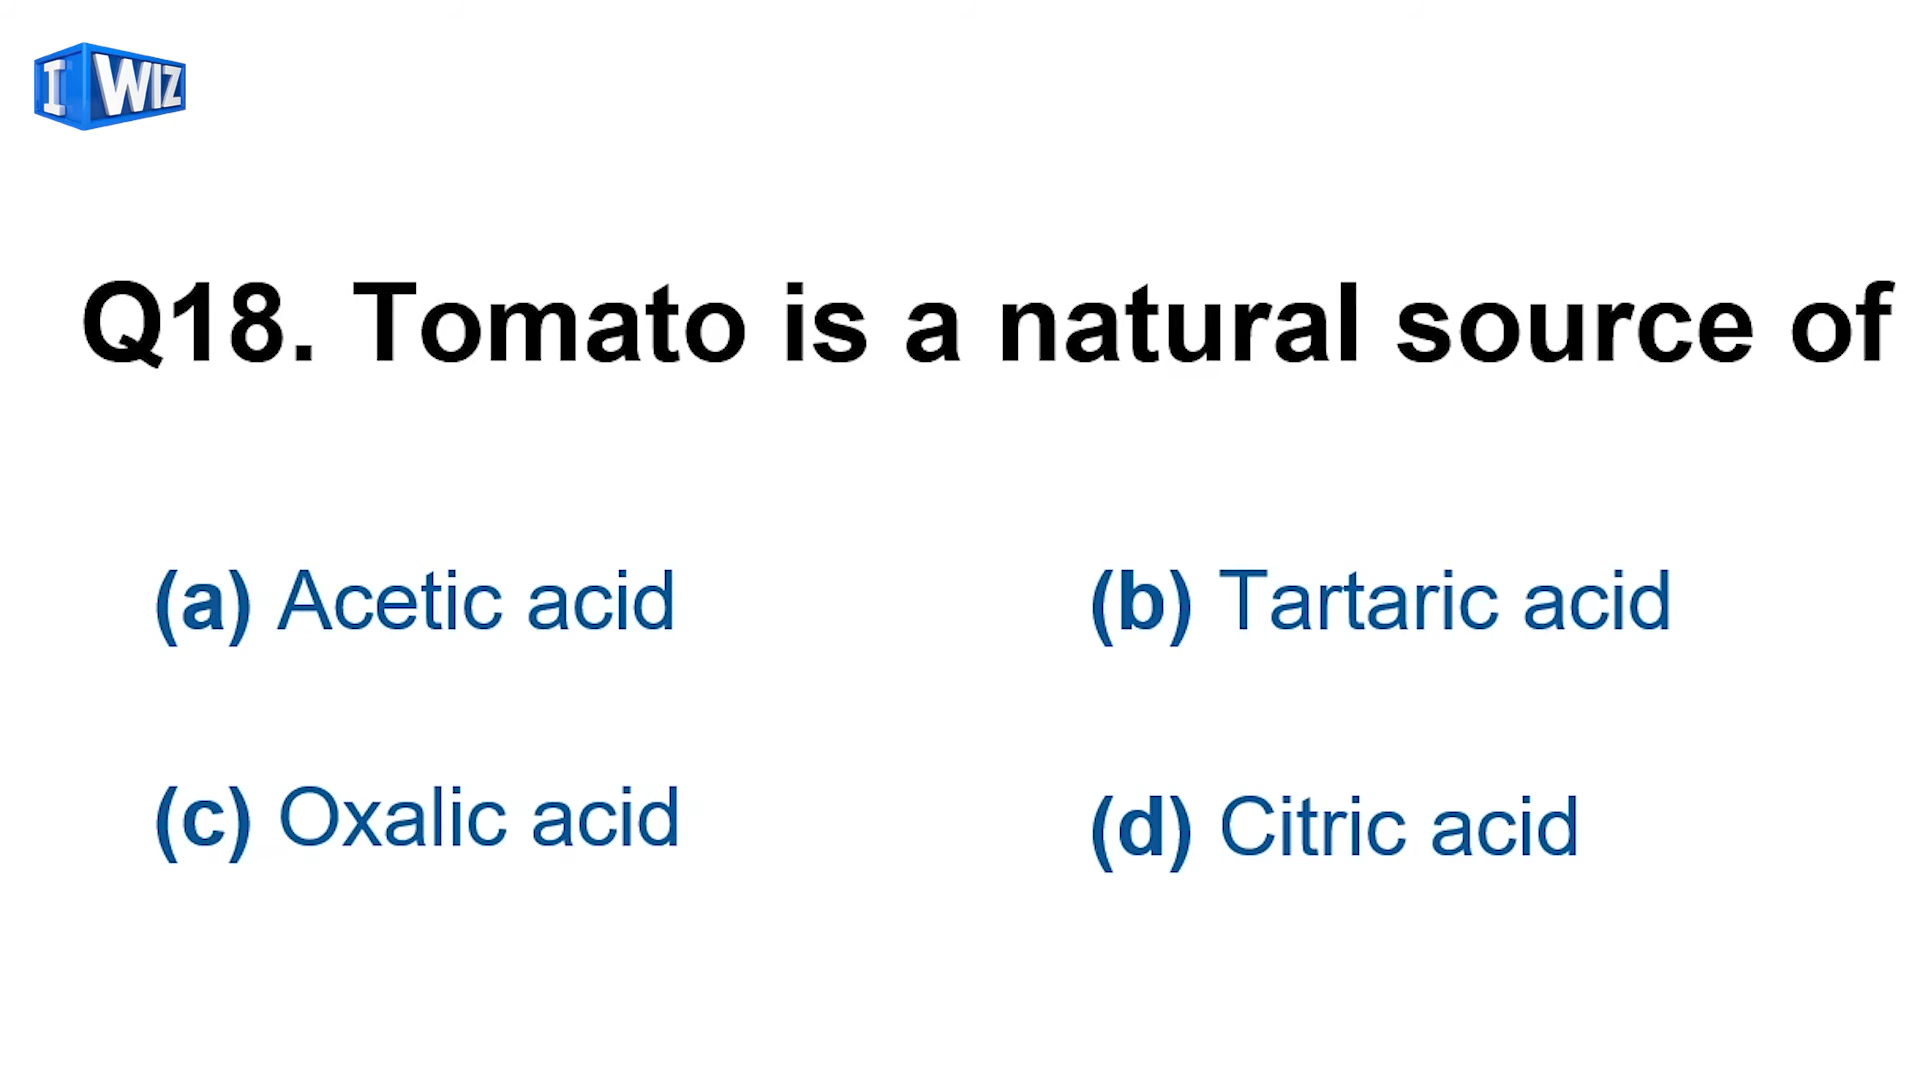 I WIZ
Q18. Tomato is a natural source of
(a) Acetic acid
(b) Tartaric acid
(c) Oxalic acid
(d) Citric acid